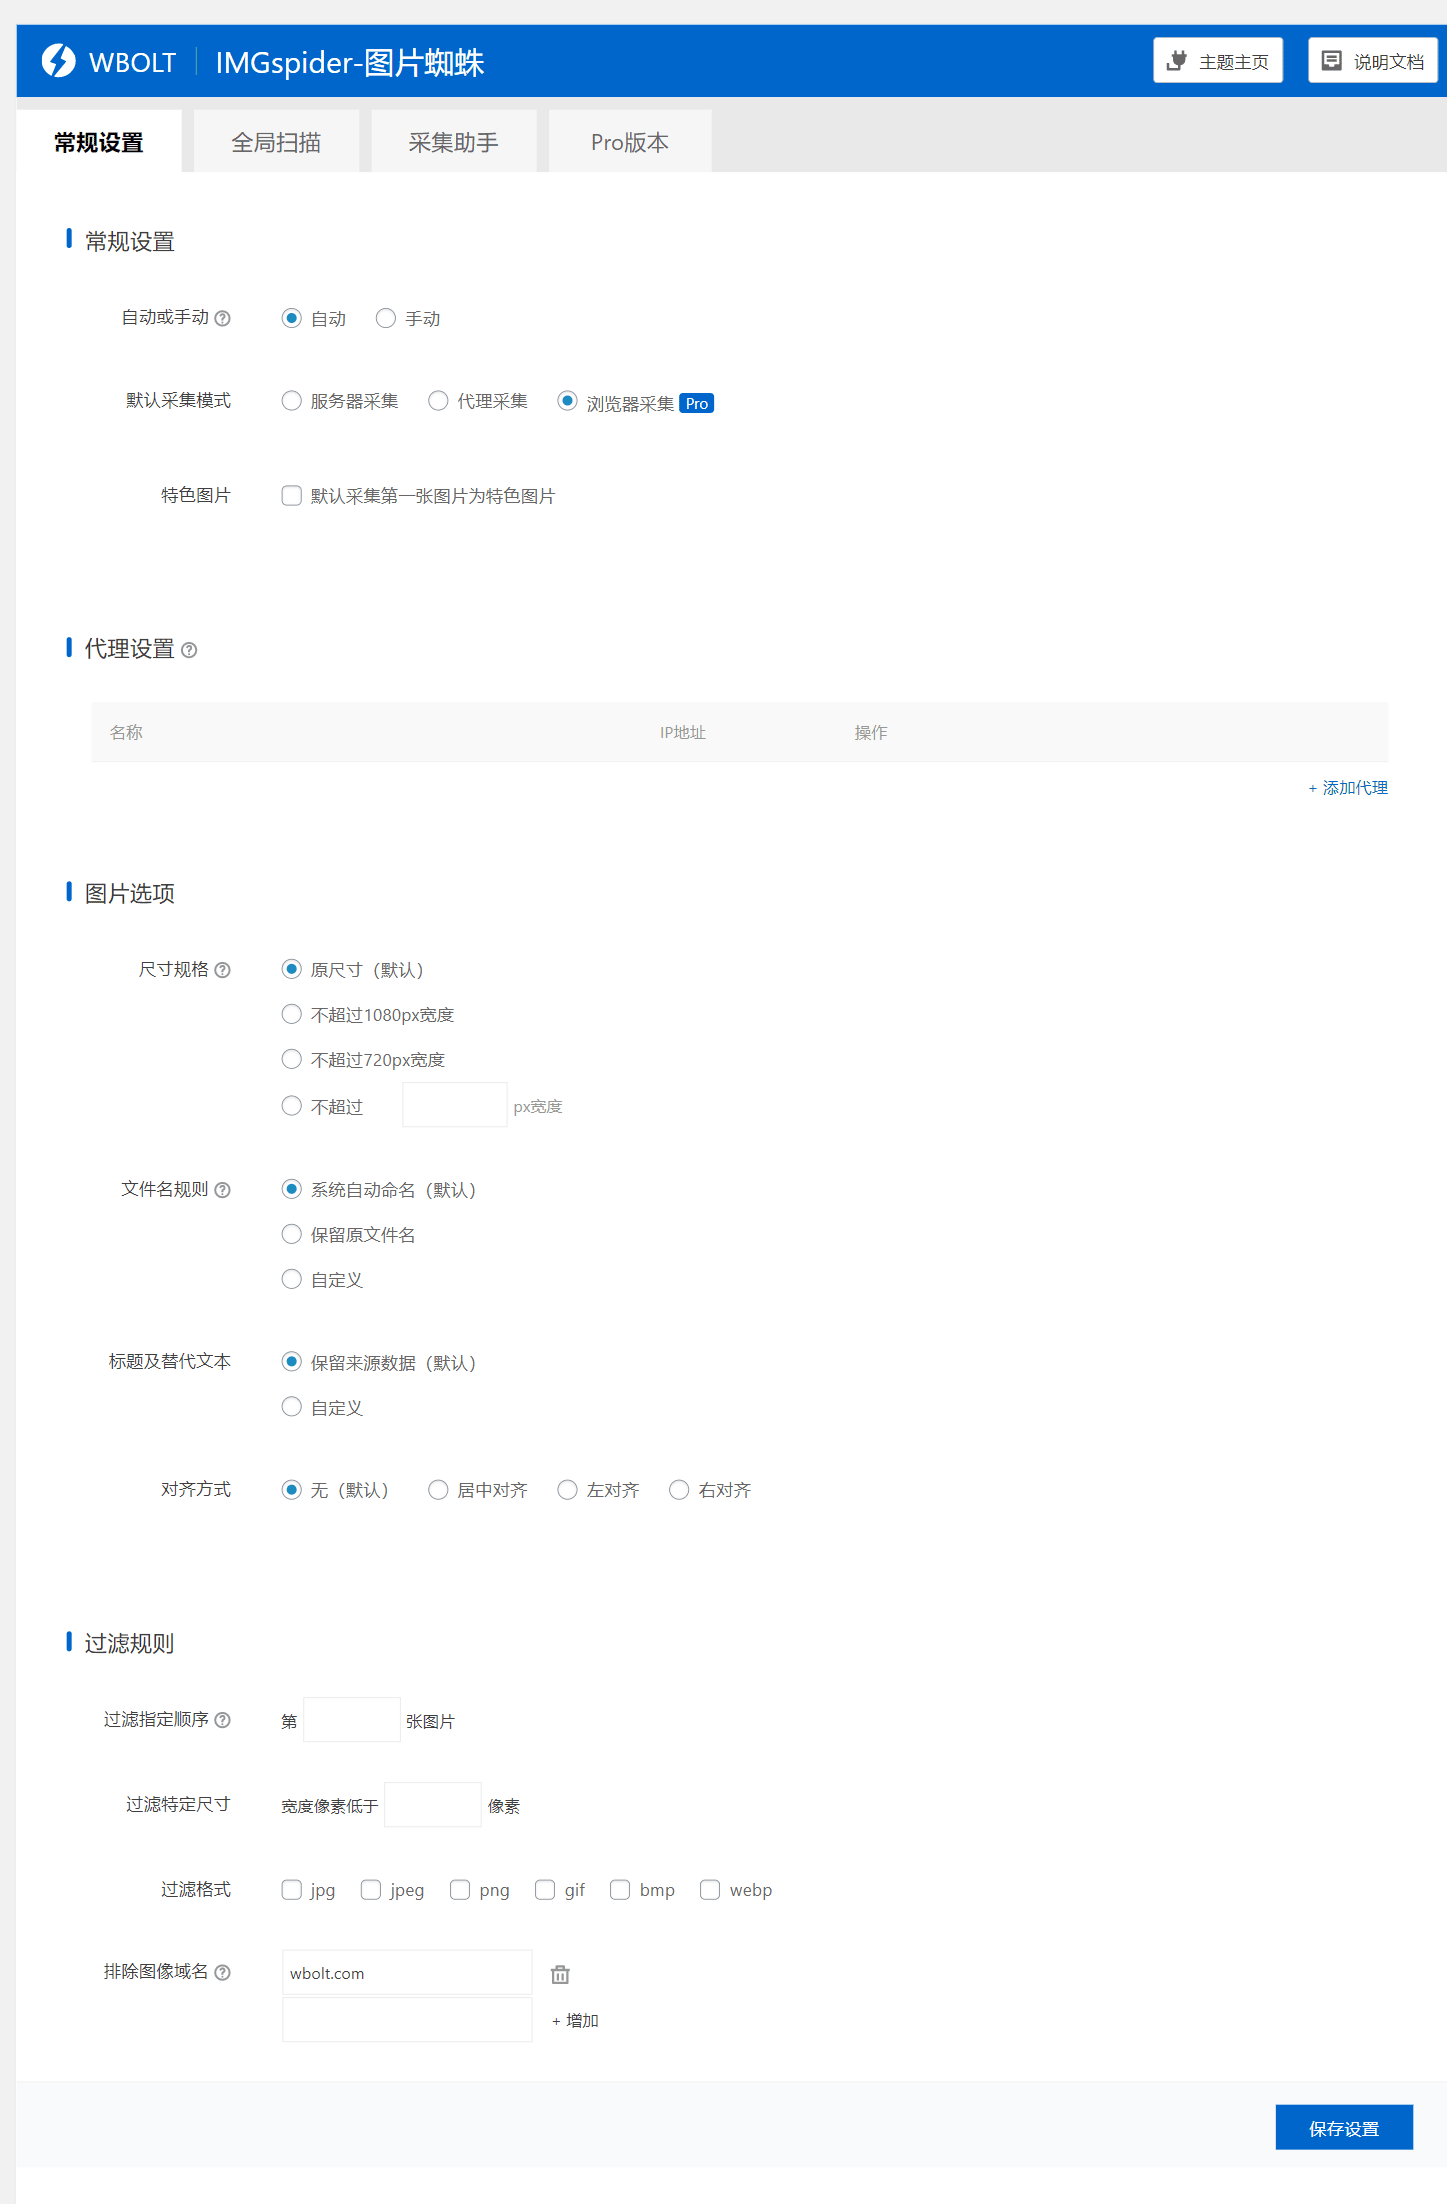 WBOLT IMGspider-图片蜘蛛 主题主页 说明文档
常规设置 全局扫描 采集助手 Pro版本
常规设置
自动或手动 自动 手动
默认采集模式 服务器采集 代理采集 浏览器采集 Pro
特色图片 默认采集第一张图片为特色图片
代理设置
名称 IP地址 操作
+ 添加代理
图片选项
尺寸规格 原尺寸（默认）
不超过1080px宽度
不超过720px宽度
不超过 px宽度
文件名规则 系统自动命名（默认）
保留原文件名
自定义
标题及替代文本 保留来源数据（默认）
自定义
对齐方式 无（默认） 居中对齐 左对齐 右对齐
过滤规则
过滤指定顺序 第 张图片
过滤特定尺寸 宽度像素低于 像素
过滤格式 jpg jpeg png gif bmp webp
排除图像域名 wbolt.com
+ 增加
保存设置